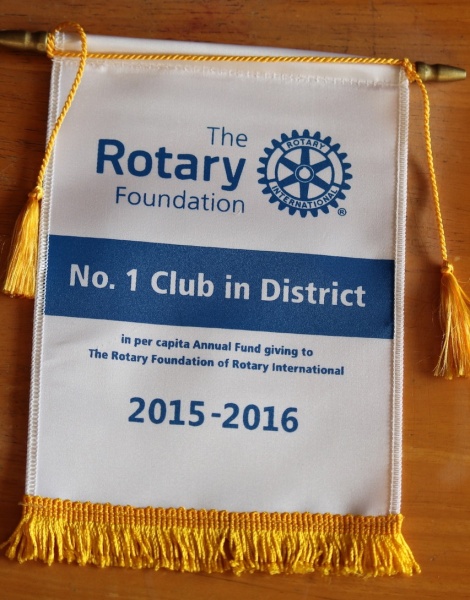 The
Rotary
Foundation
ROTARY
INTERNATIONAL
®
No. 1 Club in District
in per capita Annual Fund giving to
The Rotary Foundation of Rotary International
2015-2016